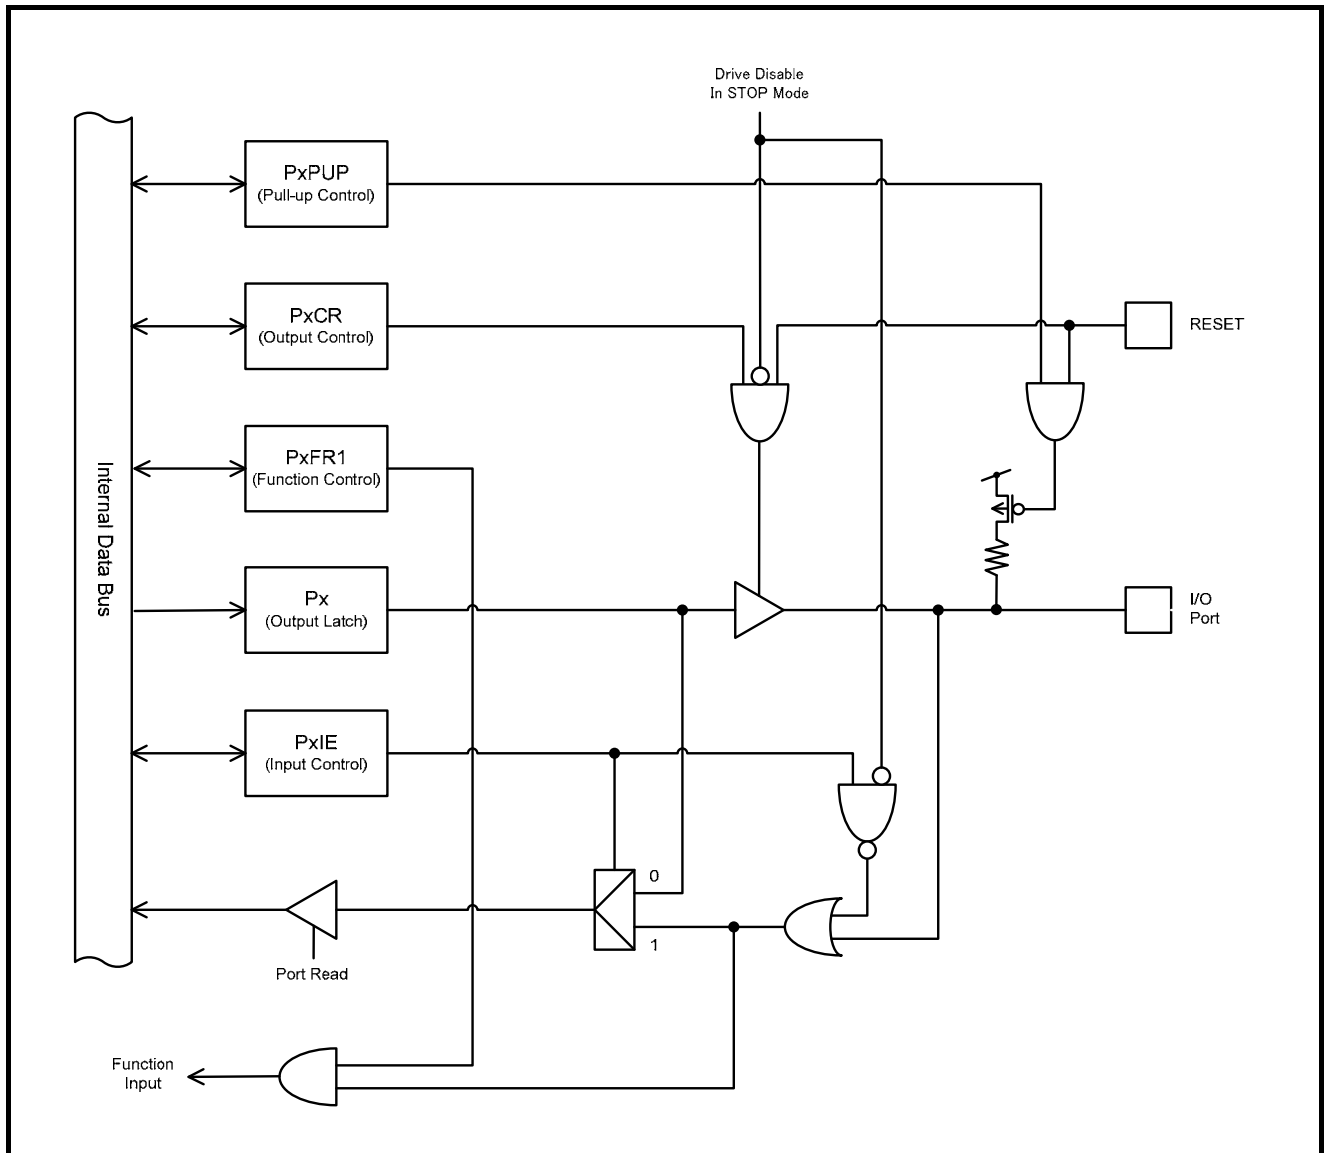 Drive Disable
In STOP Mode
PxPUP
(Pull-up Control)
PxCR
(Output Control)
RESET
PxFR1
(Function Control)
Internal Data Bus
Px
(Output Latch)
I/O
Port
PxIE
(Input Control)
0
1
Port Read
Function
Input